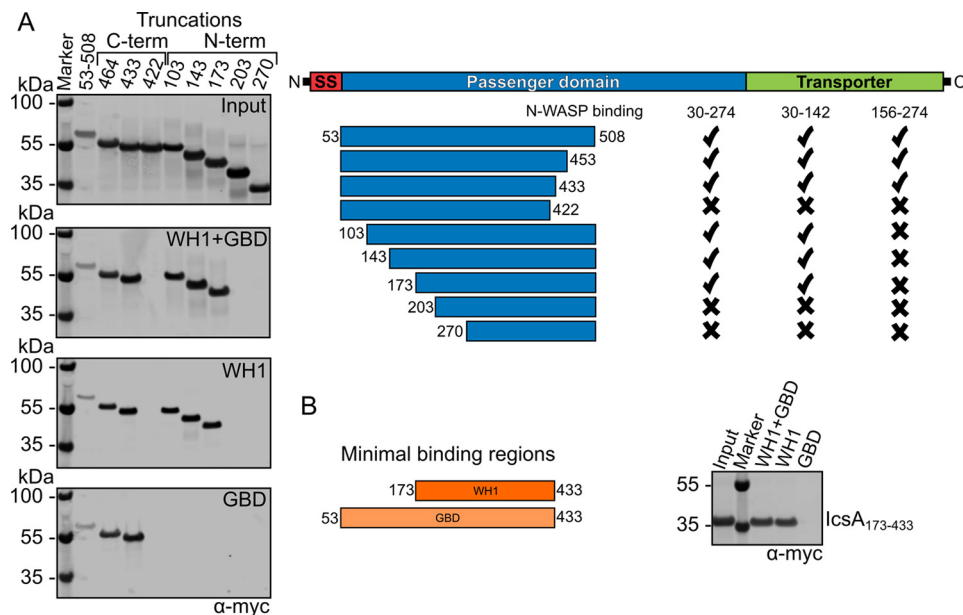 A
Truncations
C-term N-term
Marker 53-508 464 433 422 103 143 173 203 270
kDa
100 -
55 -
35 -
Input
kDa
100 -
55 -
35 -
WH1+GBD
kDa
100 -
55 -
35 -
WH1
kDa
100 -
55 -
35 -
GBD
α-myc
N SS Passenger domain Transporter C
N-WASP binding 30-274 30-142 156-274
53 508
453
433
422
103
143
173
203
270
B
Minimal binding regions
173 WH1 433
53 GBD 433
Input Marker WH1+GBD WH1 GBD
55 -
35 -
IcsA173-433
α-myc